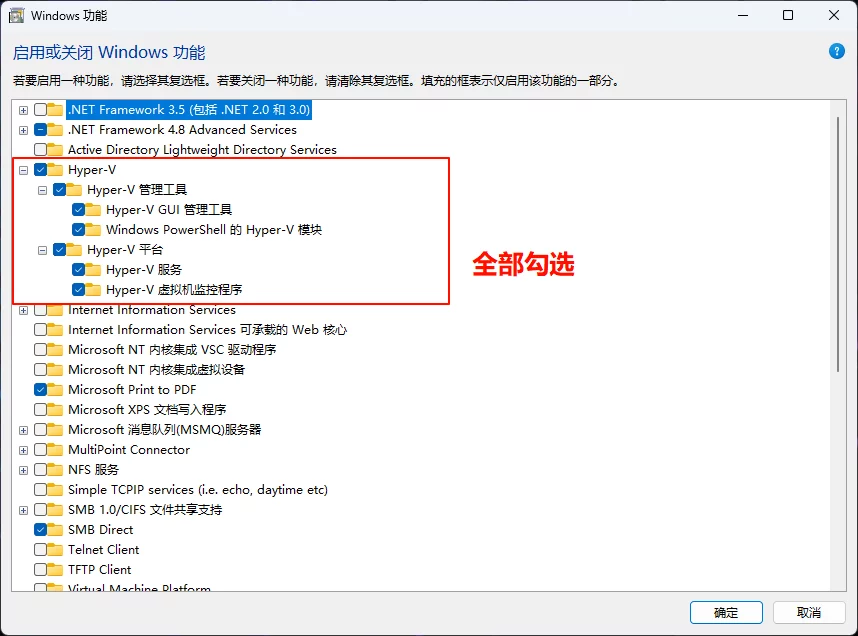 Windows 功能
启用或关闭 Windows 功能
若要启用一种功能，请选择其复选框。若要关闭一种功能，请清除其复选框。填充的框表示仅启用该功能的一部分。
.NET Framework 3.5 (包括 .NET 2.0 和 3.0)
.NET Framework 4.8 Advanced Services
Active Directory Lightweight Directory Services
Hyper-V
Hyper-V 管理工具
Hyper-V GUI 管理工具
Windows PowerShell 的 Hyper-V 模块
Hyper-V 平台
全部勾选
Hyper-V 服务
Hyper-V 虚拟机监控程序
Internet Information Services
Internet Information Services 可承载的 Web 核心
Microsoft NT 内核集成 VSC 驱动程序
Microsoft NT 内核集成虚拟设备
Microsoft Print to PDF
Microsoft XPS 文档写入程序
Microsoft 消息队列(MSMQ)服务器
MultiPoint Connector
NFS 服务
Simple TCPIP services (i.e. echo, daytime etc)
SMB 1.0/CIFS 文件共享支持
SMB Direct
Telnet Client
TFTP Client
Virtual Machine Platform
确定
取消